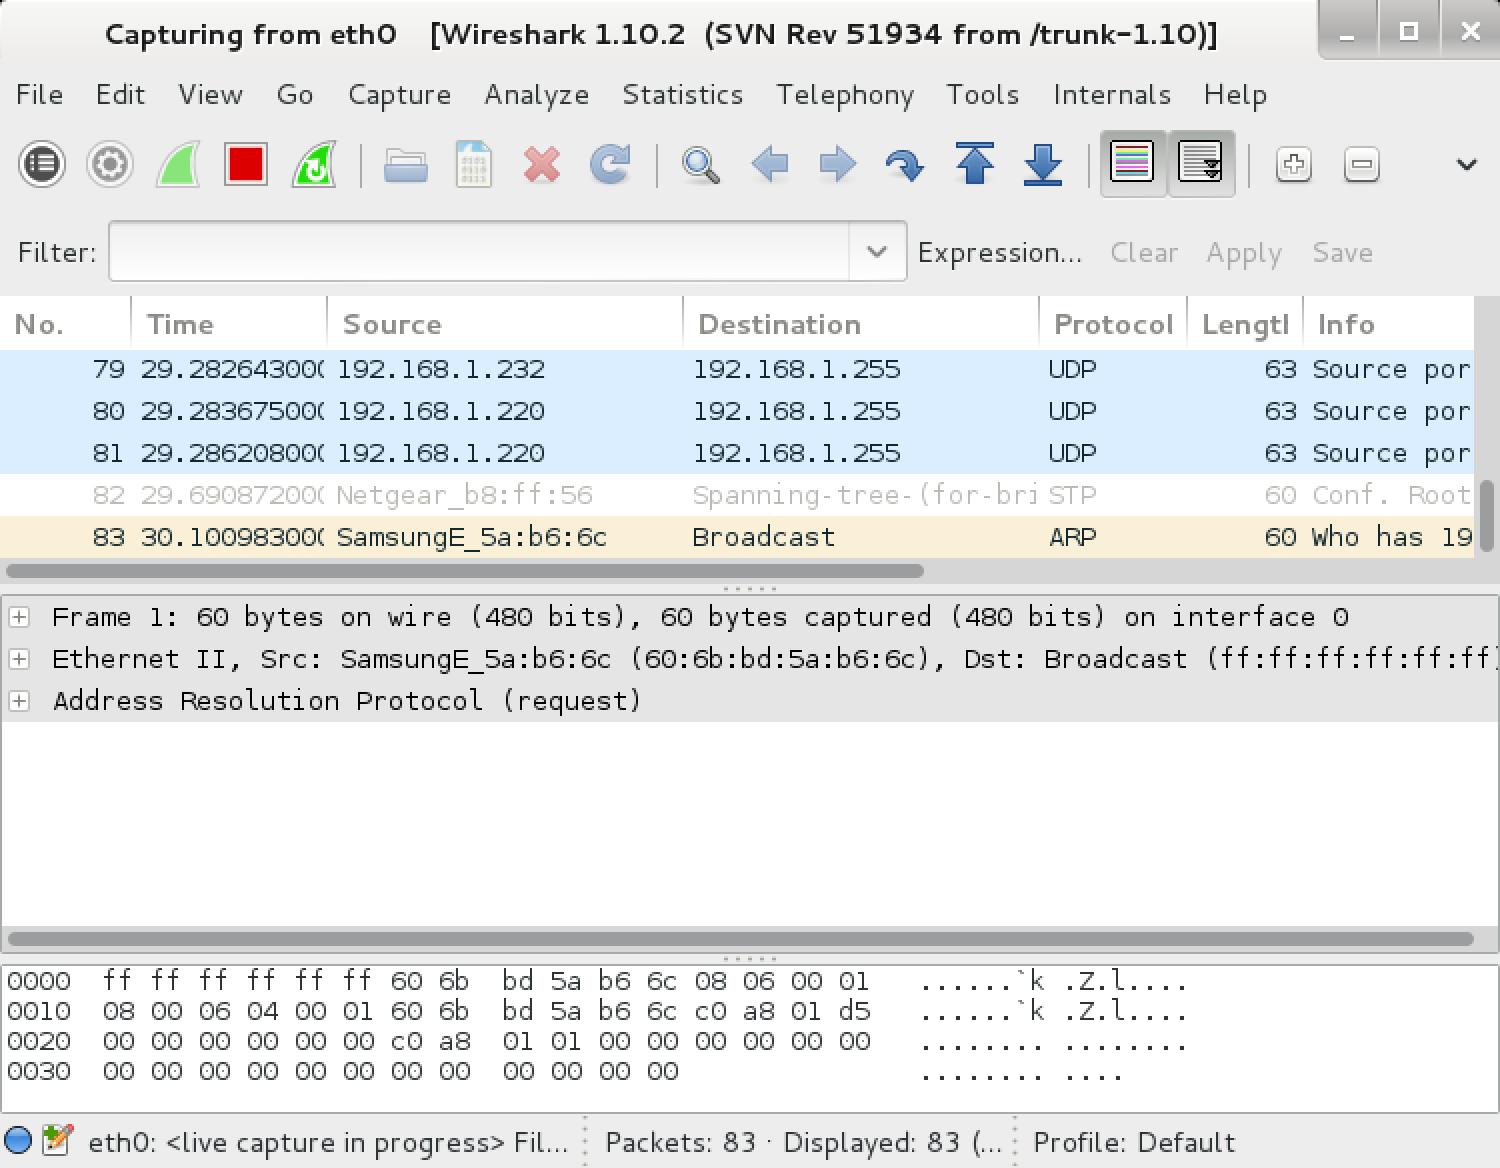 Capturing from eth0 [Wireshark 1.10.2 (SVN Rev 51934 from /trunk-1.10)]
File Edit View Go Capture Analyze Statistics Telephony Tools Internals Help
Filter: Expression... Clear Apply Save
No. Time Source Destination Protocol Lengtl Info
79 29.282643000 192.168.1.232 192.168.1.255 UDP 63 Source por
80 29.283675000 192.168.1.220 192.168.1.255 UDP 63 Source por
81 29.286208000 192.168.1.220 192.168.1.255 UDP 63 Source por
82 29.690872000 Netgear_b8:ff:56 Spanning-tree-(for-bri STP 60 Conf. Root
83 30.100983000 SamsungE_5a:b6:6c Broadcast ARP 60 Who has 19
Frame 1: 60 bytes on wire (480 bits), 60 bytes captured (480 bits) on interface 0
Ethernet II, Src: SamsungE_5a:b6:6c (60:6b:bd:5a:b6:6c), Dst: Broadcast (ff:ff:ff:ff:ff:ff)
Address Resolution Protocol (request)
0000 ff ff ff ff ff ff 60 6b bd 5a b6 6c 08 06 00 01 ......`k .Z.l....
0010 08 00 06 04 00 01 60 6b bd 5a b6 6c c0 a8 01 d5 ......`k .Z.l....
0020 00 00 00 00 00 00 c0 a8 01 01 00 00 00 00 00 00 ........ ........
0030 00 00 00 00 00 00 00 00 00 00 00 00 ........ ....
eth0: <live capture in progress> Fil... Packets: 83 · Displayed: 83 (... Profile: Default